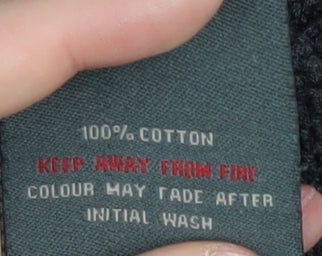 100% COTTON
KEEP AWAY FROM FIRE
COLOUR MAY FADE AFTER
INITIAL WASH